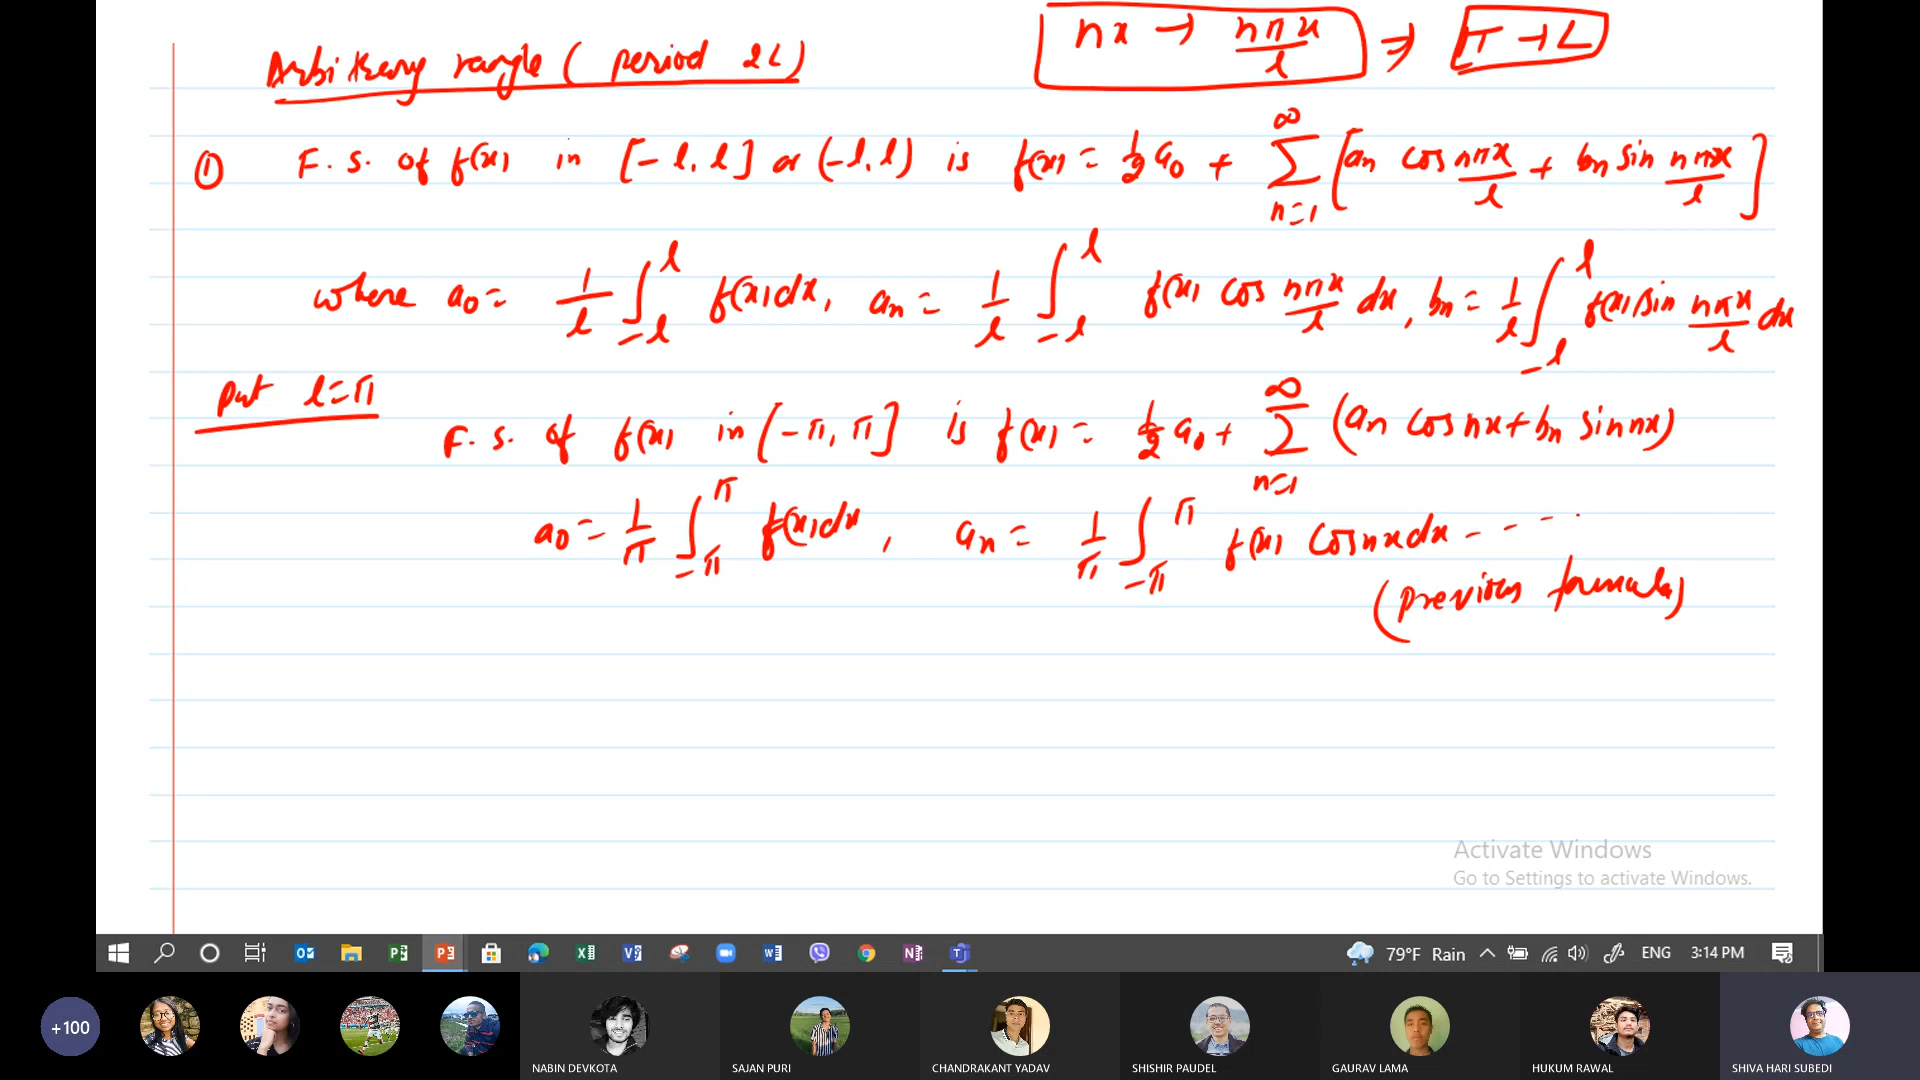 nx → nπx/l ⇒ π → L
Arbitrary range ( period 2L)
① F. S. of f(x) in [-l, l] or (-l, l) is f(x) = 1/2 a0 + ∞ Σ n=1 [an cos nπx/l + bn sin nπx/l]
where a0 = 1/l ∫ -l l f(x)dx, an = 1/l ∫ -l l f(x) cos nπx/l dx, bn = 1/l ∫ -l l f(x) sin nπx/l dx
Put l=π
F. S. of f(x) in [-π, π] is f(x) = 1/2 a0 + ∞ Σ n=1 (an cos nx + bn sin nx)
a0 = 1/π ∫ -π π f(x)dx, an = 1/π ∫ -π π f(x) cos nx dx - - - -
(previous formula)
Activate Windows
Go to Settings to activate Windows.
79°F Rain ENG 3:14 PM
+100
NABIN DEVKOTA
SAJAN PURI
CHANDRAKANT YADAV
SHISHIR PAUDEL
GAURAV LAMA
HUKUM RAWAL
SHIVA HARI SUBEDI